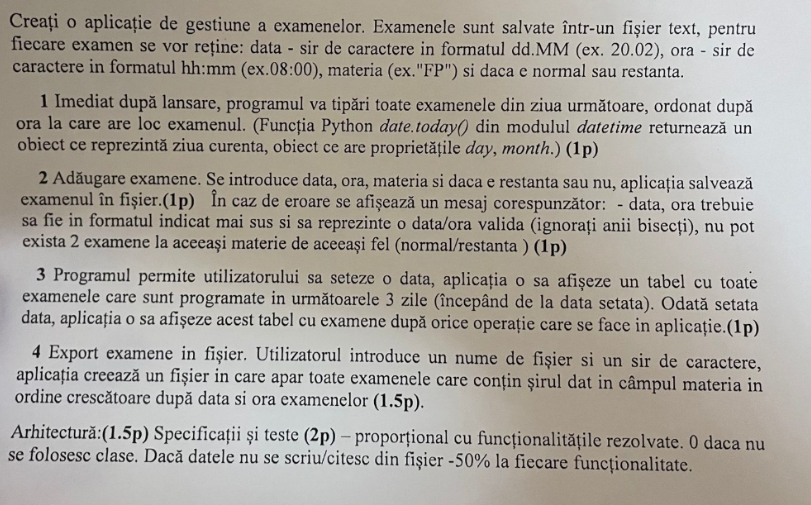 Creați o aplicație de gestiune a examenelor. Examenele sunt salvate într-un fișier text, pentru
fiecare examen se vor reține: data - sir de caractere in formatul dd.MM (ex. 20.02), ora - sir de
caractere in formatul hh:mm (ex.08:00), materia (ex."FP") si daca e normal sau restanta.
1 Imediat după lansare, programul va tipări toate examenele din ziua următoare, ordonat după
ora la care are loc examenul. (Funcția Python date.today() din modulul datetime returnează un
obiect ce reprezintă ziua curenta, obiect ce are proprietățile day, month.) (1p)
2 Adăugare examene. Se introduce data, ora, materia si daca e restanta sau nu, aplicația salvează
examenul în fișier.(1p) În caz de eroare se afișează un mesaj corespunzător: - data, ora trebuie
sa fie in formatul indicat mai sus si sa reprezinte o data/ora valida (ignorați anii bisecți), nu pot
exista 2 examene la aceeași materie de aceeași fel (normal/restanta ) (1p)
3 Programul permite utilizatorului sa seteze o data, aplicația o sa afișeze un tabel cu toate
examenele care sunt programate in următoarele 3 zile (începând de la data setata). Odată setata
data, aplicația o sa afișeze acest tabel cu examene după orice operație care se face in aplicație.(1p)
4 Export examene in fișier. Utilizatorul introduce un nume de fișier si un sir de caractere,
aplicația creează un fișier in care apar toate examenele care conțin șirul dat in câmpul materia in
ordine crescătoare după data si ora examenelor (1.5p).
Arhitectură:(1.5p) Specificații și teste (2p) – proporțional cu funcționalitățile rezolvate. 0 daca nu
se folosesc clase. Dacă datele nu se scriu/citesc din fișier -50% la fiecare funcționalitate.